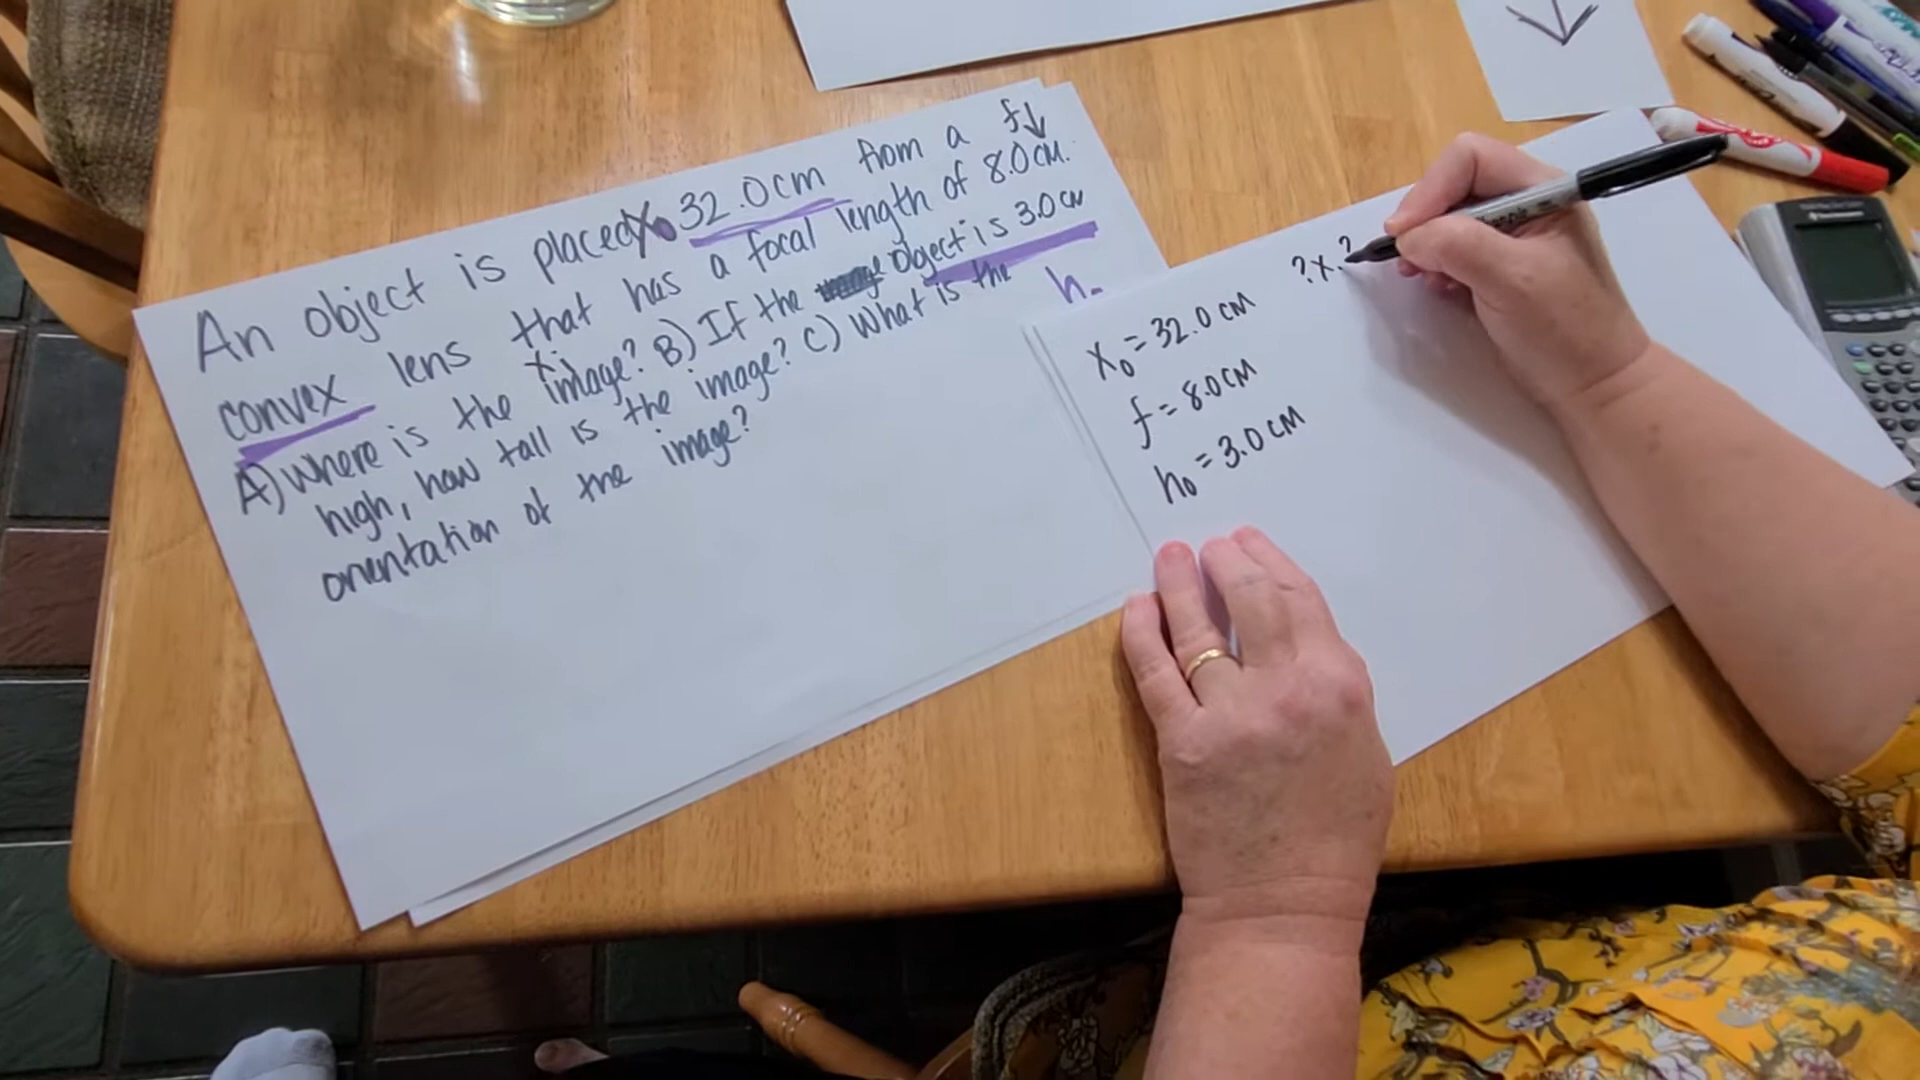 An object is placed X₀ 32.0 cm from a f
convex lens that has a focal length of 8.0 cm.
A) Where is the xᵢ image? B) If the object is 3.0 cm
high, how tall is the image? C) What is the
orientation of the image?
h₀
X₀ = 32.0 cm
f = 8.0 cm
h₀ = 3.0 cm
? xᵢ ?